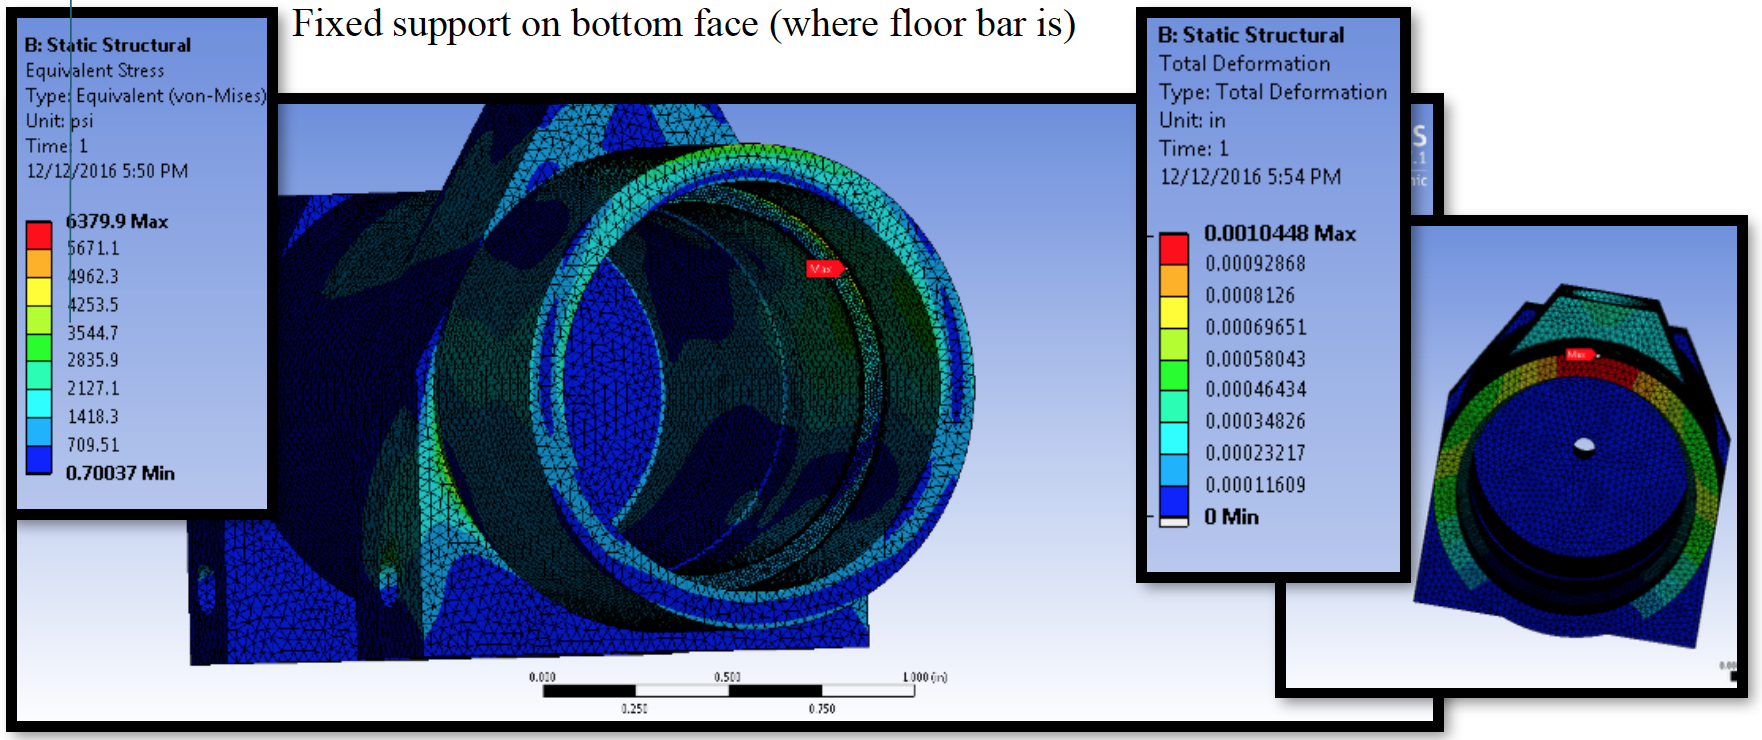 Fixed support on bottom face (where floor bar is)
B: Static Structural
Equivalent Stress
Type: Equivalent (von-Mises)
Unit: psi
Time: 1
12/12/2016 5:50 PM
6379.9 Max
5671.1
4962.3
4253.5
3544.7
2835.9
2127.1
1418.3
709.51
0.70037 Min
Max
0.000
0.500
1.000 (in)
0.250
0.750
B: Static Structural
Total Deformation
Type: Total Deformation
Unit: in
Time: 1
12/12/2016 5:54 PM
0.0010448 Max
0.00092868
0.0008126
0.00069651
0.00058043
0.00046434
0.00034826
0.00023217
0.00011609
0 Min
S
.1
nic
Max